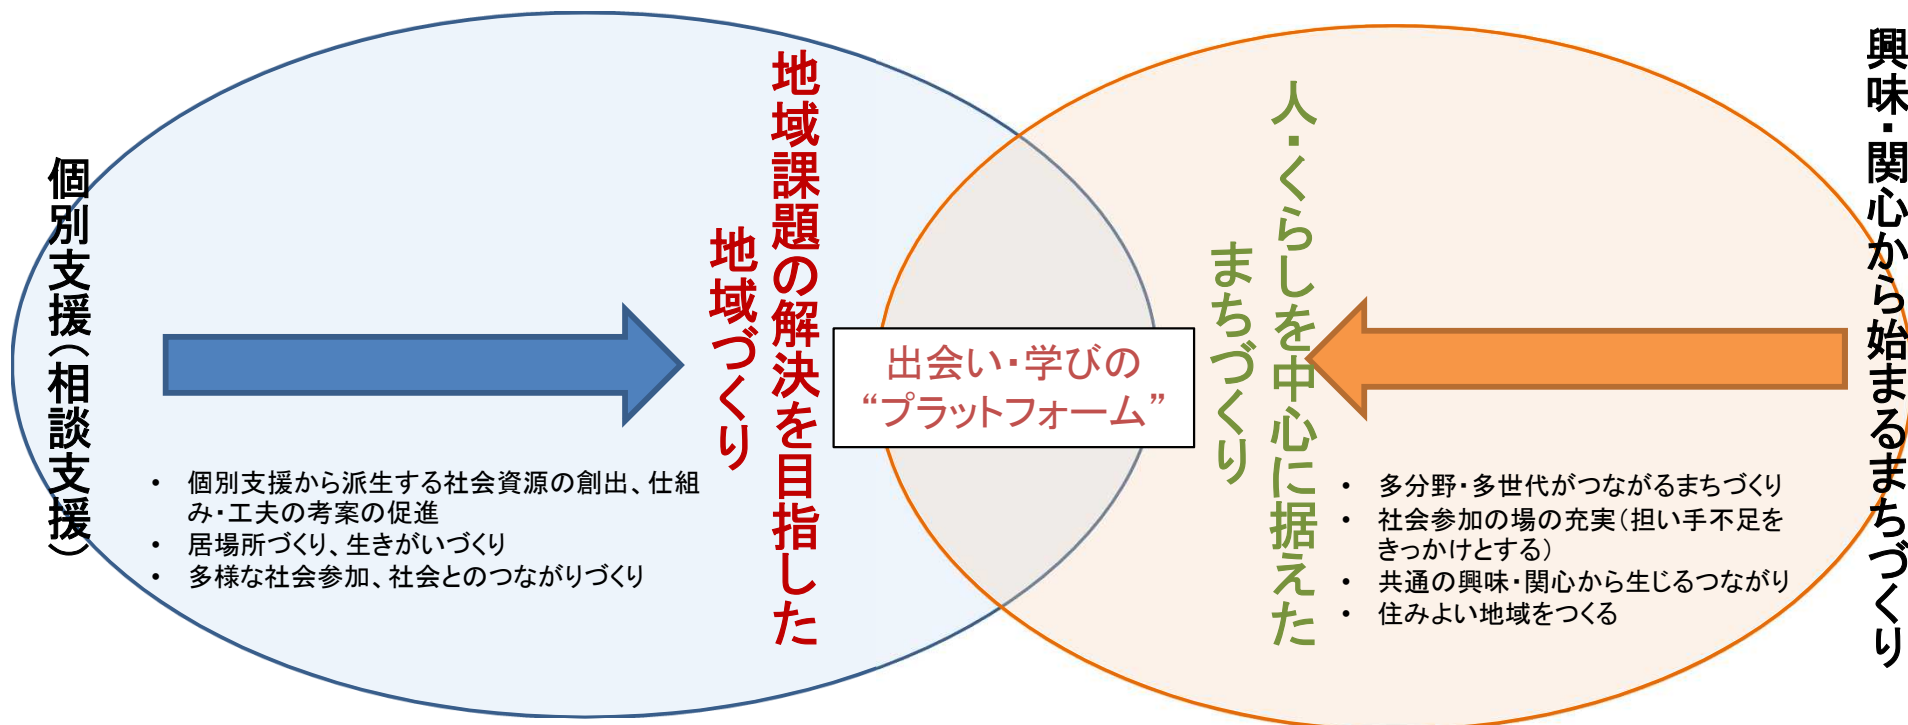 個別支援（相談支援）
地域課題の解決を目指した
地域づくり
出会い・学びの
“プラットフォーム”
人・くらしを中心に据えた
まちづくり
興味・関心から始まるまちづくり
• 個別支援から派生する社会資源の創出、仕組
み・工夫の考案の促進
• 居場所づくり、生きがいづくり
• 多様な社会参加、社会とのつながりづくり
• 多分野・多世代がつながるまちづくり
• 社会参加の場の充実（担い手不足を
きっかけとする）
• 共通の興味・関心から生じるつながり
• 住みよい地域をつくる